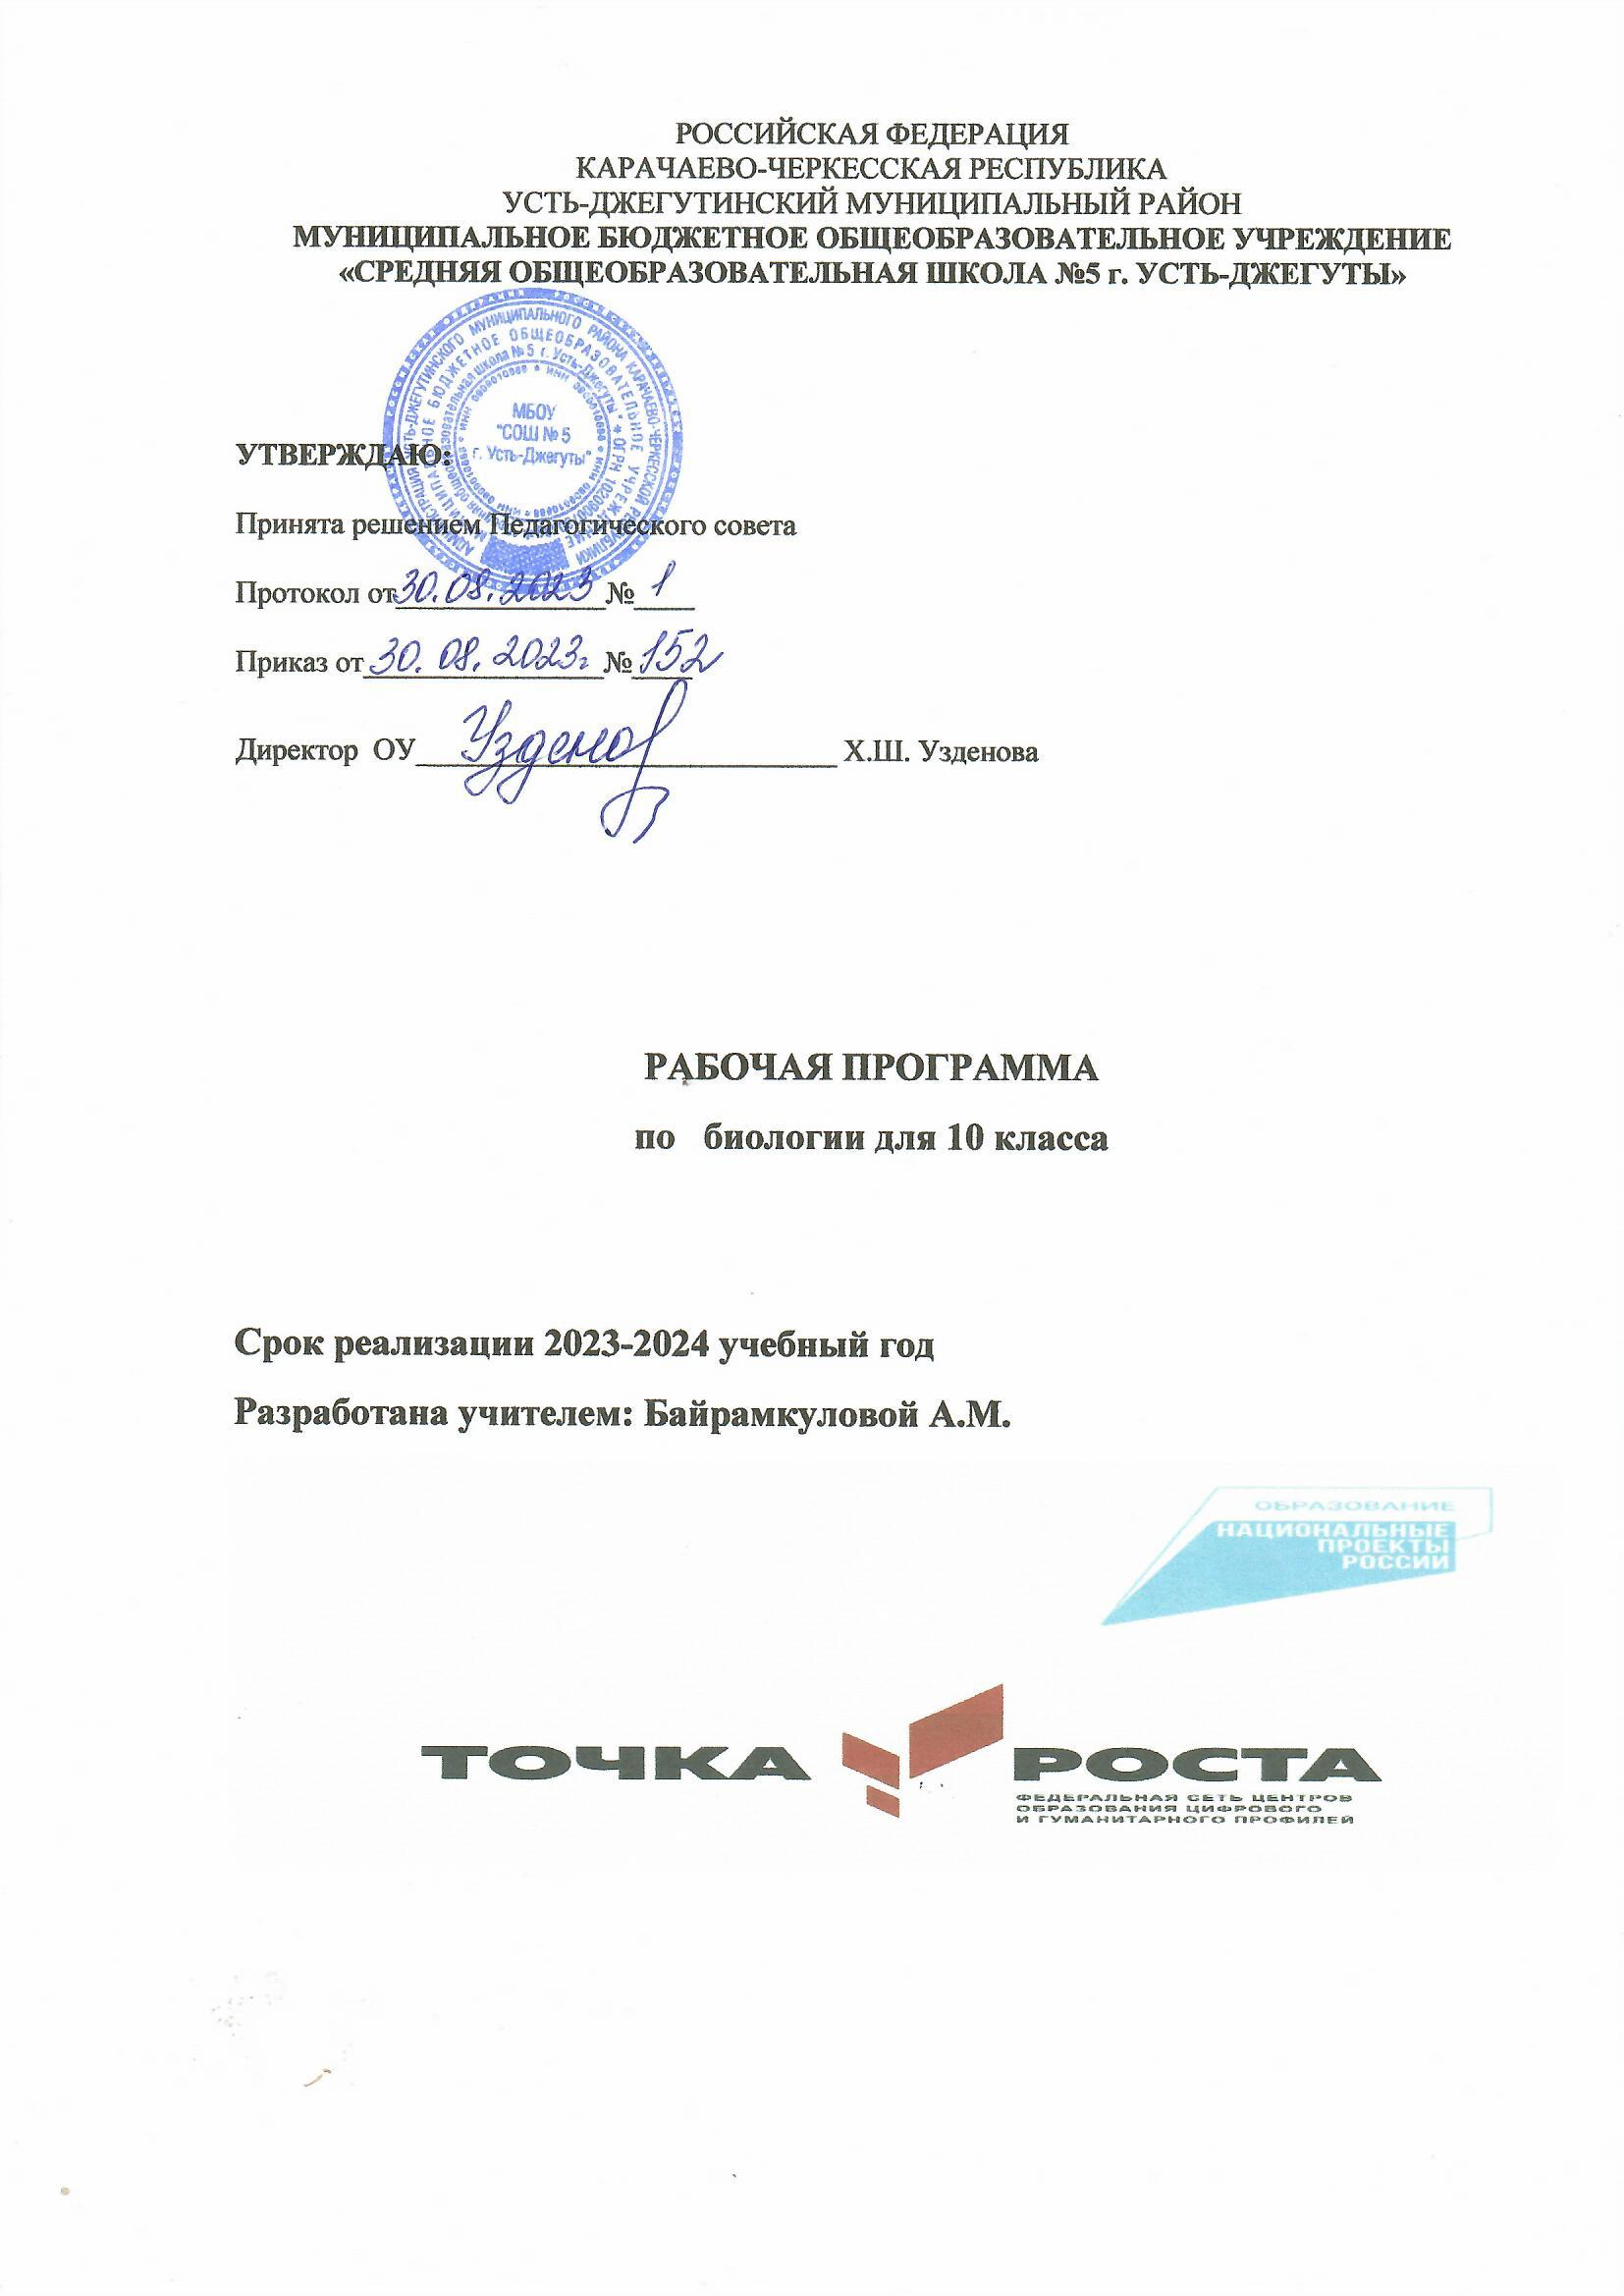 РОССИЙСКАЯ ФЕДЕРАЦИЯ
КАРАЧАЕВО-ЧЕРКЕССКАЯ РЕСПУБЛИКА
УСТЬ-ДЖЕГУТИНСКИЙ МУНИЦИПАЛЬНЫЙ РАЙОН
МУНИЦИПАЛЬНОЕ БЮДЖЕТНОЕ ОБЩЕОБРАЗОВАТЕЛЬНОЕ УЧРЕЖДЕНИЕ
«СРЕДНЯЯ ОБЩЕОБРАЗОВАТЕЛЬНАЯ ШКОЛА №5 г. УСТЬ-ДЖЕГУТЫ»
МБОУ
"СОШ № 5
г. Усть-Джегуты"
УТВЕРЖДАЮ:
Принята решением Педагогического совета
Протокол от 30.08.2023 № 1
Приказ от 30.08.2023г № 152
Директор ОУ Узденов Х.Ш. Узденова
РАБОЧАЯ ПРОГРАММА
по биологии для 10 класса
Срок реализации 2023-2024 учебный год
Разработана учителем: Байрамкуловой А.М.
ОБРАЗОВАНИЕ
НАЦИОНАЛЬНЫЕ
ПРОЕКТЫ
РОССИИ
ТОЧКА РОСТА
ФЕДЕРАЛЬНАЯ СЕТЬ ЦЕНТРОВ
ОБРАЗОВАНИЯ ЦИФРОВОГО
И ГУМАНИТАРНОГО ПРОФИЛЕЙ